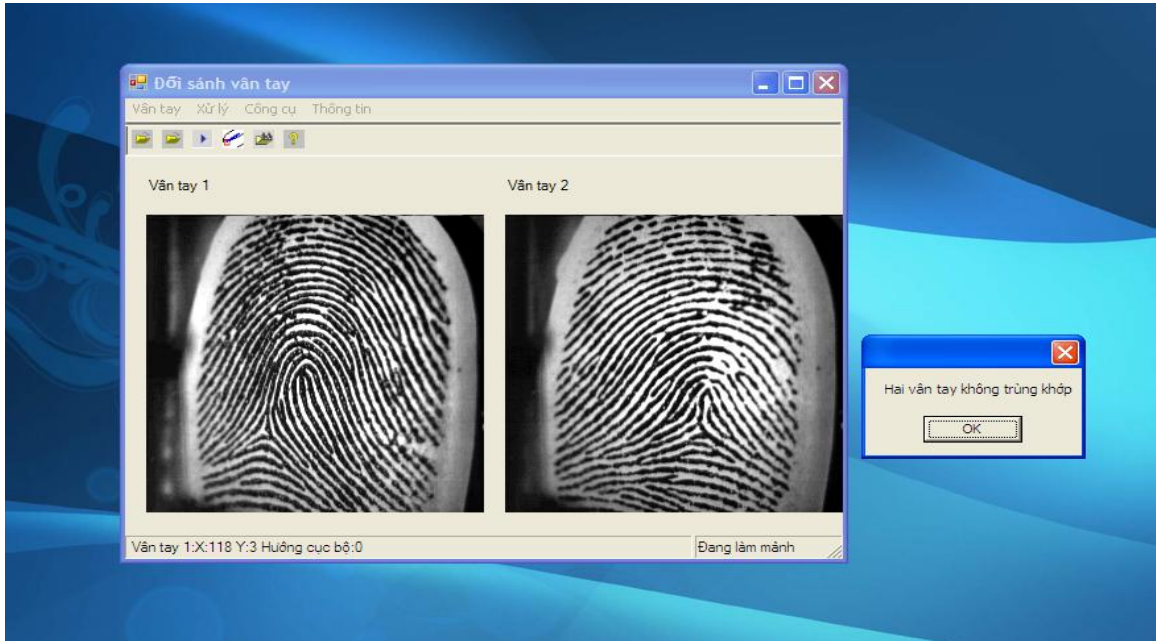 Đối sánh vân tay
Vân tay Xử lý Công cụ Thông tin
Vân tay 1 Vân tay 2
Hai vân tay không trùng khớp
OK
Vân tay 1:X:118 Y:3 Hướng cục bộ:0 Đang làm mảnh